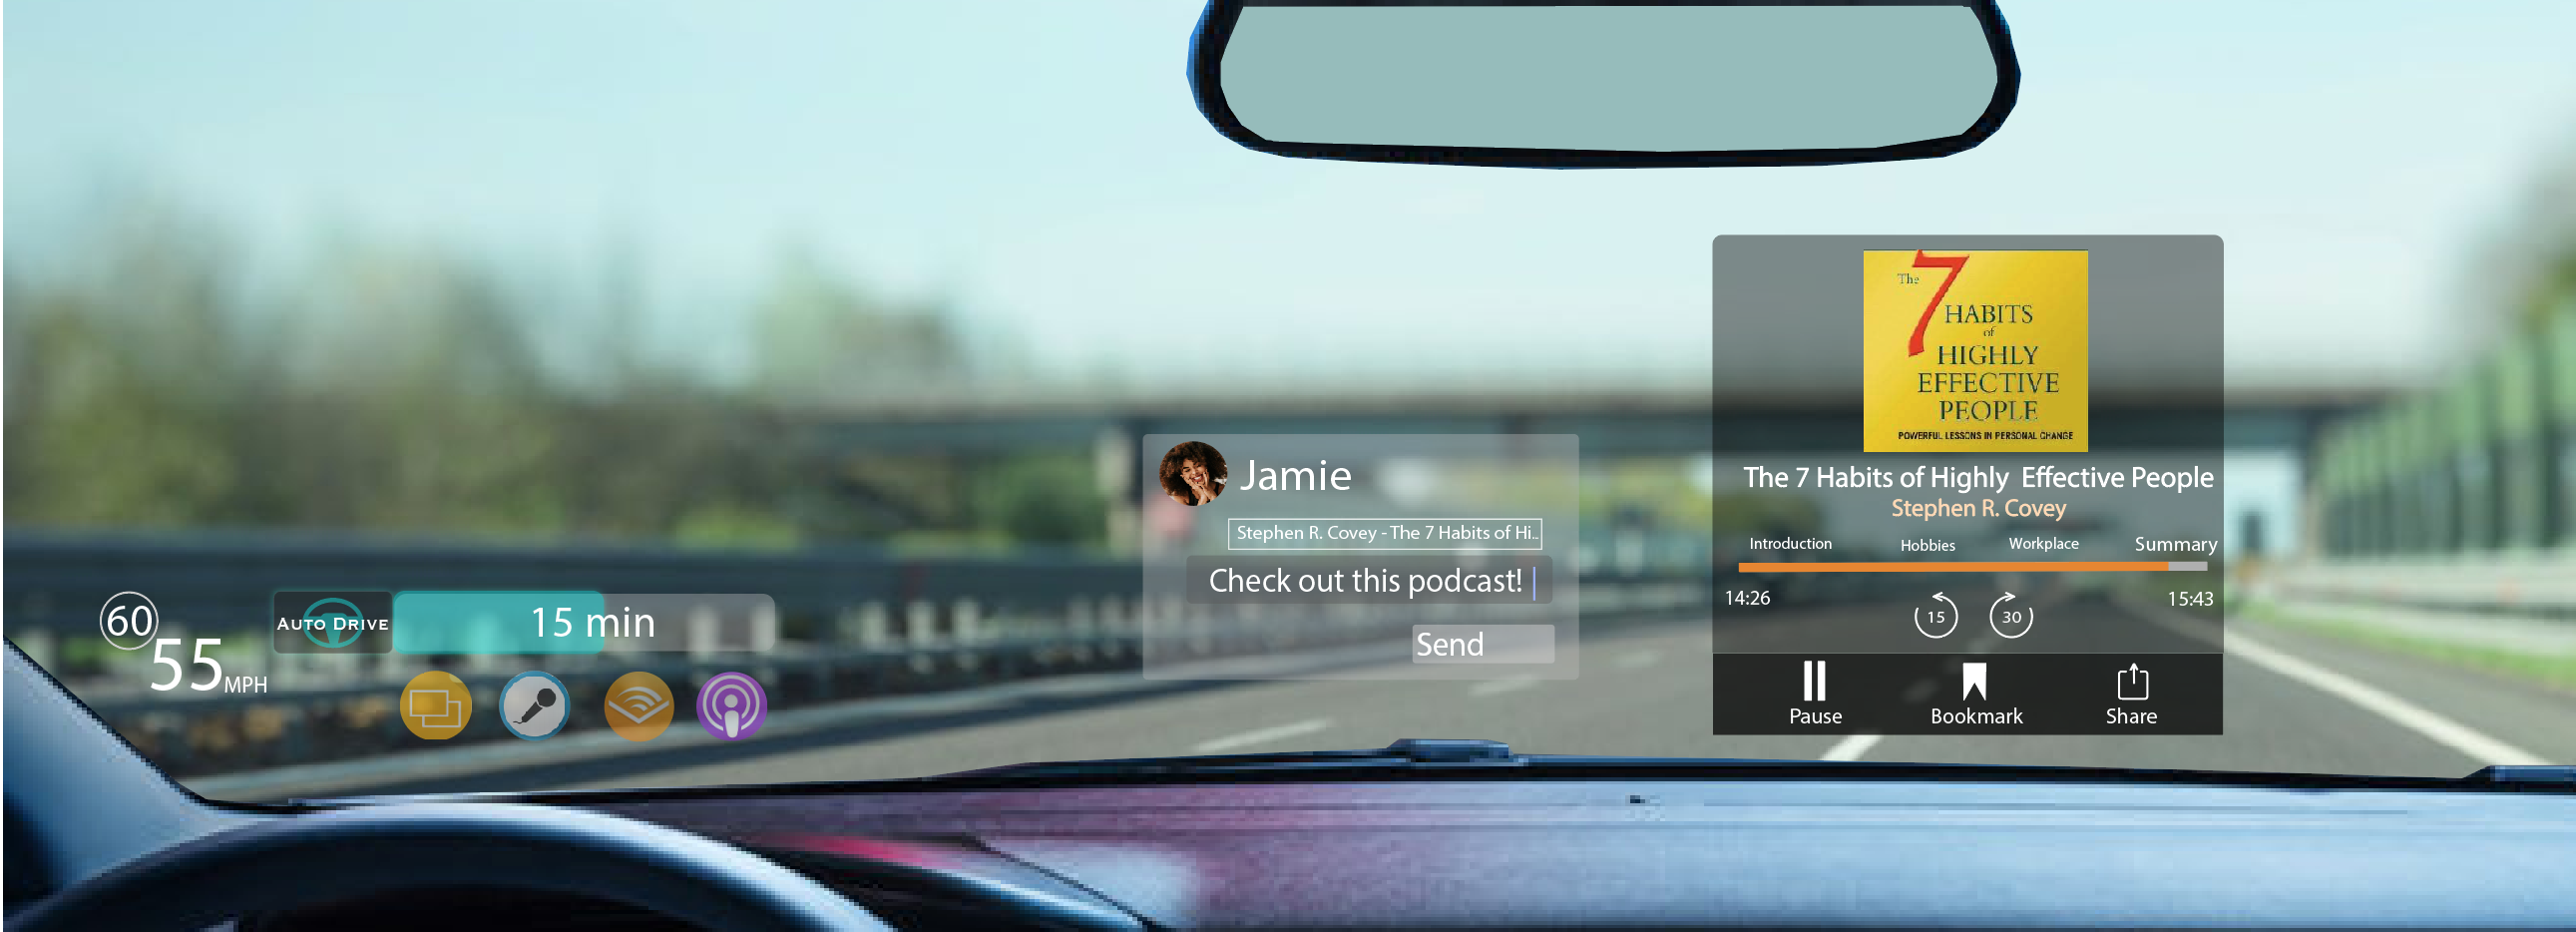 60
55 MPH
AUTO DRIVE
15 min
Jamie
Stephen R. Covey - The 7 Habits of Hi..
Check out this podcast!
Send
The 7 HABITS
of
HIGHLY
EFFECTIVE
PEOPLE
POWERFUL LESSONS IN PERSONAL CHANGE
The 7 Habits of Highly Effective People
Stephen R. Covey
Introduction Hobbies Workplace Summary
14:26 15:43
15 30
Pause Bookmark Share